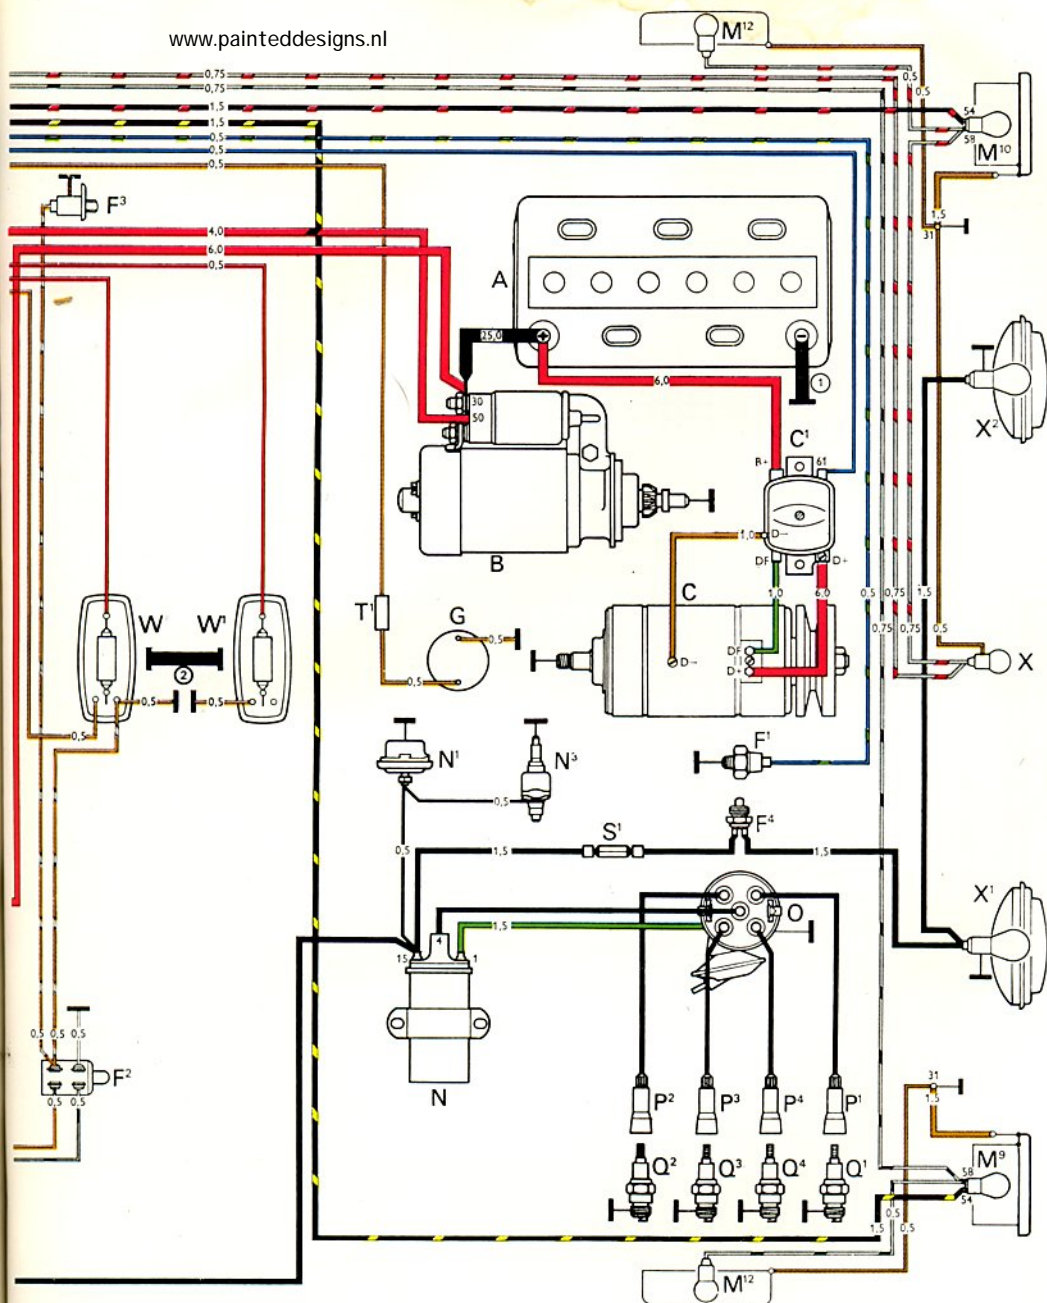 www.painteddesigns.nl
M12
0,75
0,75
0,5
0,5
1,5
54
1,5
58
M10
0,5
0,5
0,5
F3
1,5
31
4,0
6,0
0,5
A
+
-
25,0
6,0
1
30
50
X2
C1
B+
61
1,0
D-
B
DF
D+
T1
G
C
1,0
6,0
0,5
0,75
1,5
0,75
0,75
0,5
W
W1
0,5
DF
D-
D+
X
2
0,5
0,5
0,5
0,5
N1
N3
F1
0,5
F4
S1
0,5
1,5
1,5
X1
O
1,5
4
15
1
0,5
0,5
0,5
F2
N
31
1,5
0,5
0,5
P2
P3
P4
P1
Q2
Q3
Q4
Q1
M9
58
54
0,5
1,5
0,5
M12